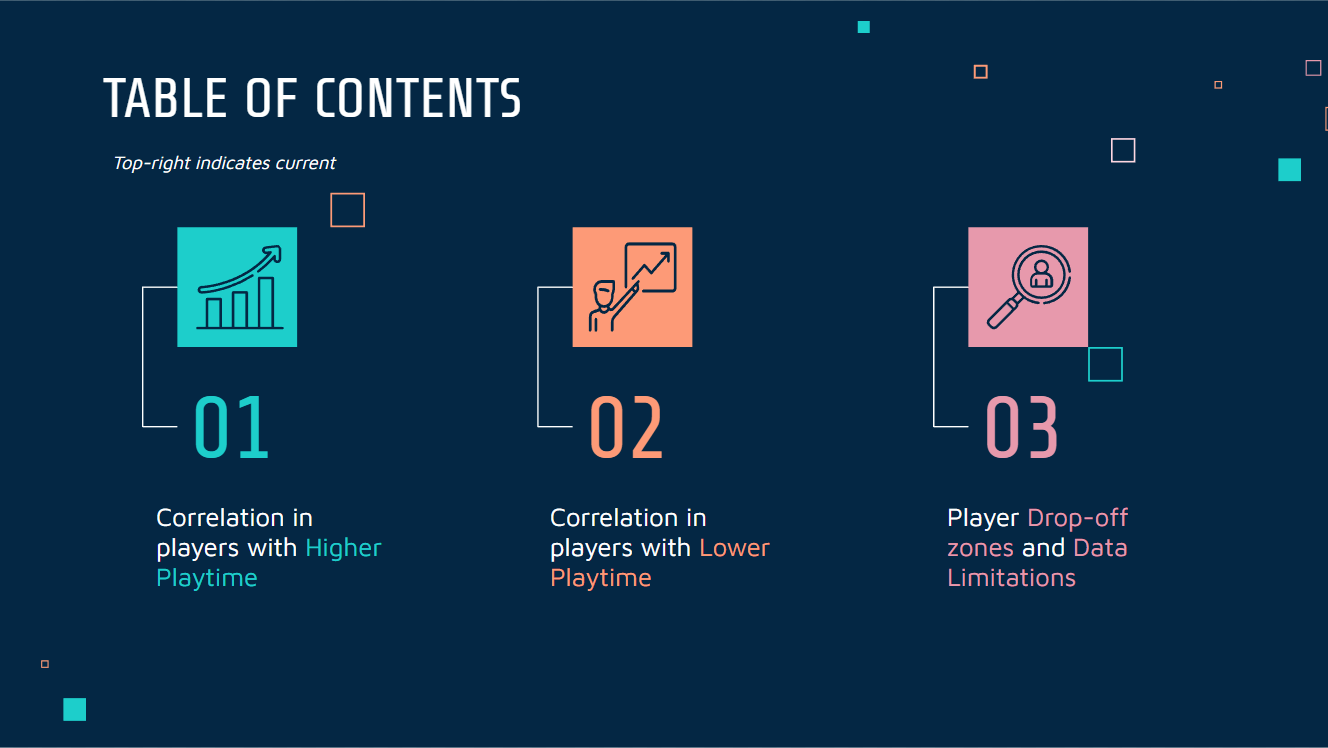 TABLE OF CONTENTS
Top-right indicates current
01
Correlation in
players with Higher
Playtime
02
Correlation in
players with Lower
Playtime
03
Player Drop-off
zones and Data
Limitations